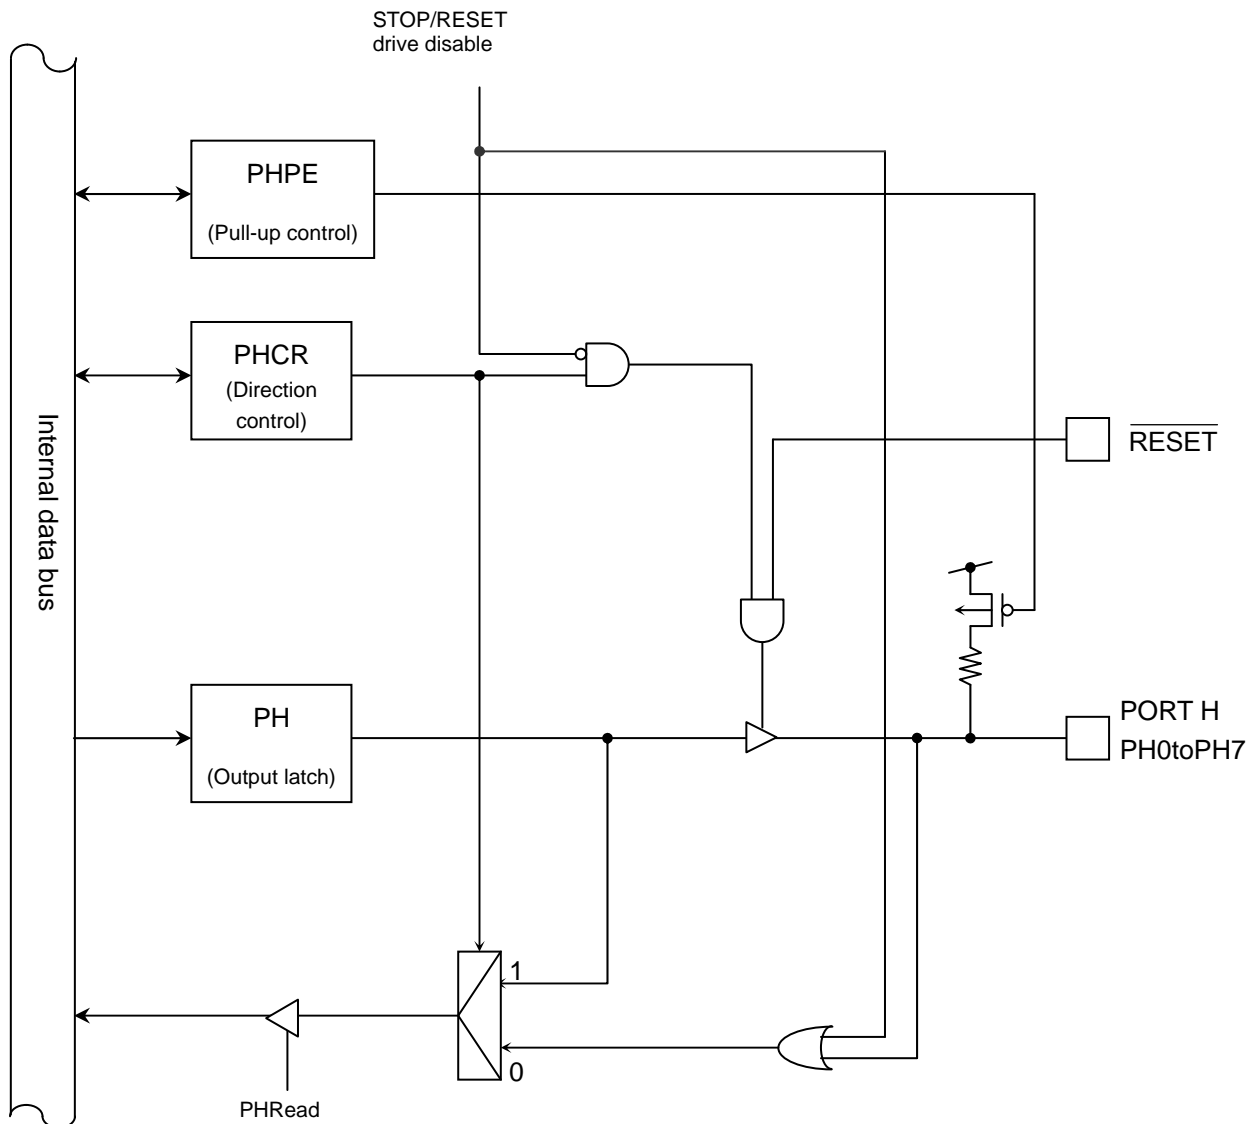 STOP/RESET
drive disable
PHPE
(Pull-up control)
PHCR
(Direction
control)
Internal data bus
RESET
PH
(Output latch)
PORT H
PH0toPH7
1
0
PHRead